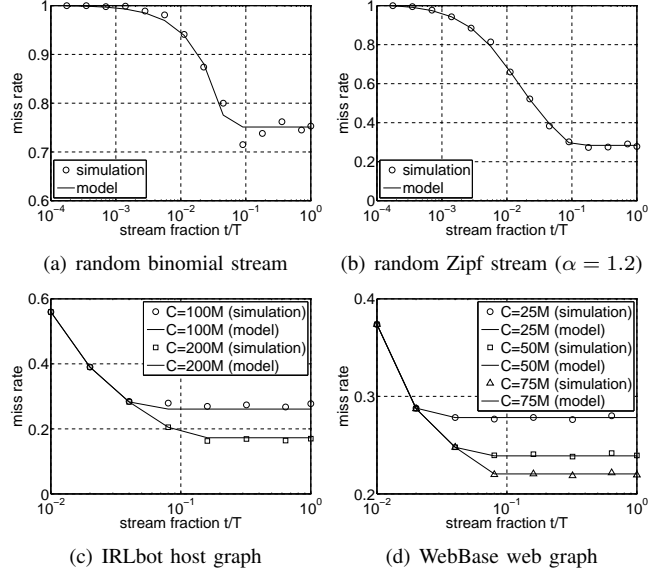 1
0.9
0.8
0.7
0.6
miss rate
simulation
model
10^-4 10^-3 10^-2 10^-1 10^0
stream fraction t/T
(a) random binomial stream
1
0.8
0.6
0.4
0.2
0
miss rate
simulation
model
10^-4 10^-3 10^-2 10^-1 10^0
stream fraction t/T
(b) random Zipf stream (α = 1.2)
0.6
0.4
0.2
0
miss rate
C=100M (simulation)
C=100M (model)
C=200M (simulation)
C=200M (model)
10^-2 10^-1 10^0
stream fraction t/T
(c) IRLbot host graph
0.4
0.3
0.2
miss rate
C=25M (simulation)
C=25M (model)
C=50M (simulation)
C=50M (model)
C=75M (simulation)
C=75M (model)
10^-2 10^-1 10^0
stream fraction t/T
(d) WebBase web graph